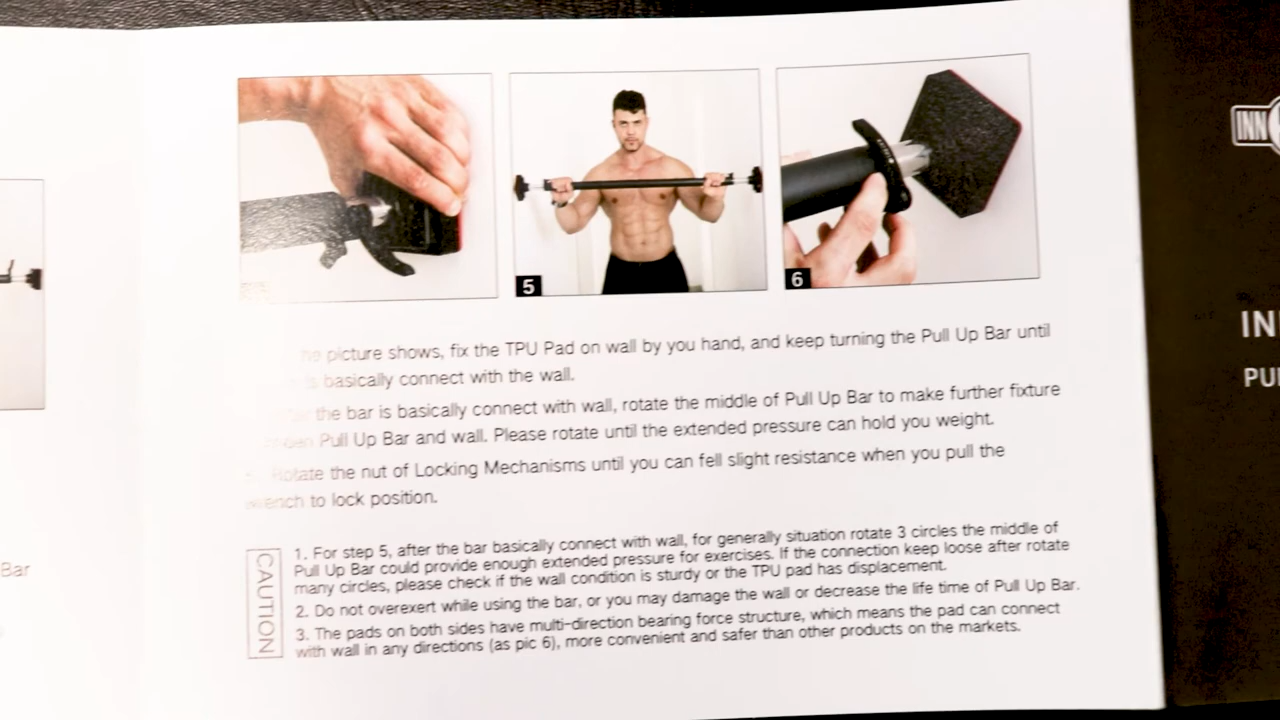 5
6
picture shows, fix the TPU Pad on wall by you hand, and keep turning the Pull Up Bar until
is basically connect with the wall.
the bar is basically connect with wall, rotate the middle of Pull Up Bar to make further fixture
Pull Up Bar and wall. Please rotate until the extended pressure can hold you weight.
Rotate the nut of Locking Mechanisms until you can fell slight resistance when you pull the
wrench to lock position.
CAUTION
1. For step 5, after the bar basically connect with wall, for generally situation rotate 3 circles the middle of
Pull Up Bar could provide enough extended pressure for exercises. If the connection keep loose after rotate
many circles, please check if the wall condition is sturdy or the TPU pad has displacement.
2. Do not overexert while using the bar, or you may damage the wall or decrease the life time of Pull Up Bar.
3. The pads on both sides have multi-direction bearing force structure, which means the pad can connect
with wall in any directions (as pic 6), more convenient and safer than other products on the markets.
Bar
INN